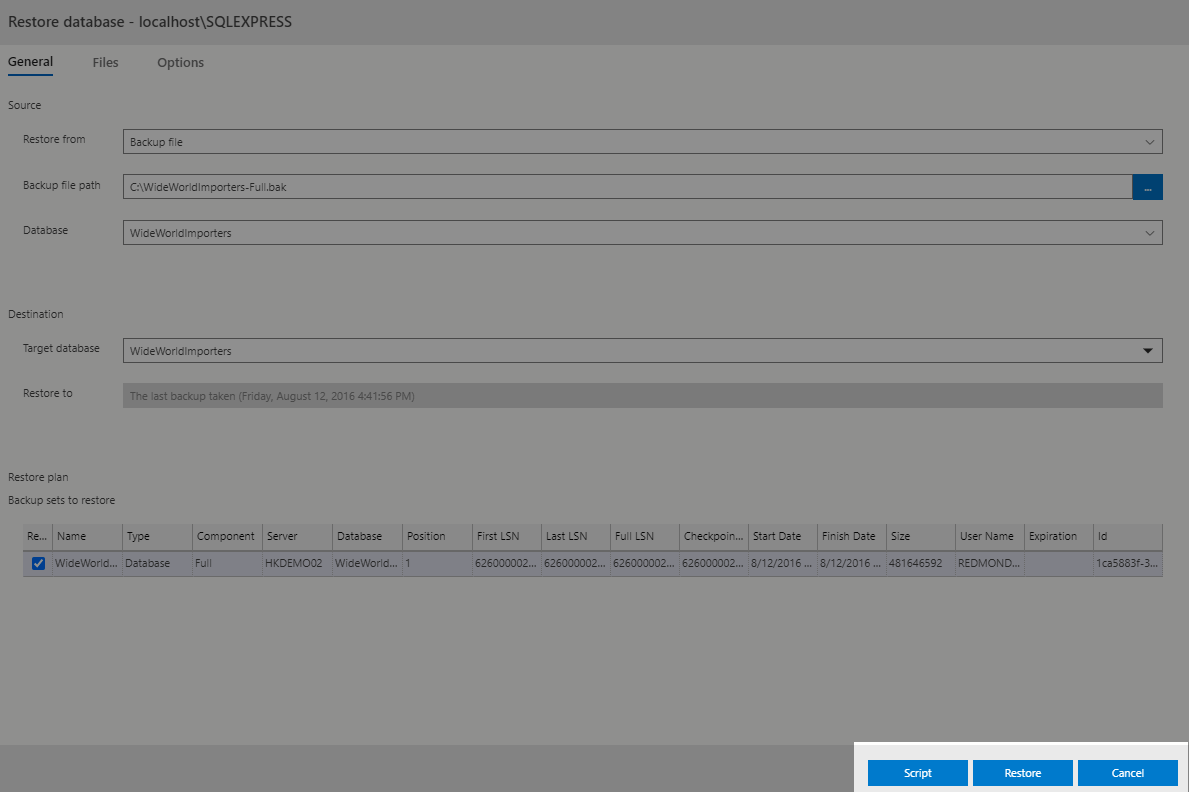 Restore database - localhost\SQLEXPRESS
General Files Options
Source
Restore from Backup file
Backup file path C:\WideWorldImporters-Full.bak ...
Database WideWorldImporters
Destination
Target database WideWorldImporters
Restore to The last backup taken (Friday, August 12, 2016 4:41:56 PM)
Restore plan
Backup sets to restore
Re... Name Type Component Server Database Position First LSN Last LSN Full LSN Checkpoin... Start Date Finish Date Size User Name Expiration Id
WideWorld... Database Full HKDEMO02 WideWorld... 1 626000002... 626000002... 626000002... 626000002... 8/12/2016 ... 8/12/2016 ... 481646592 REDMOND... 1ca5883f-3...
Script Restore Cancel